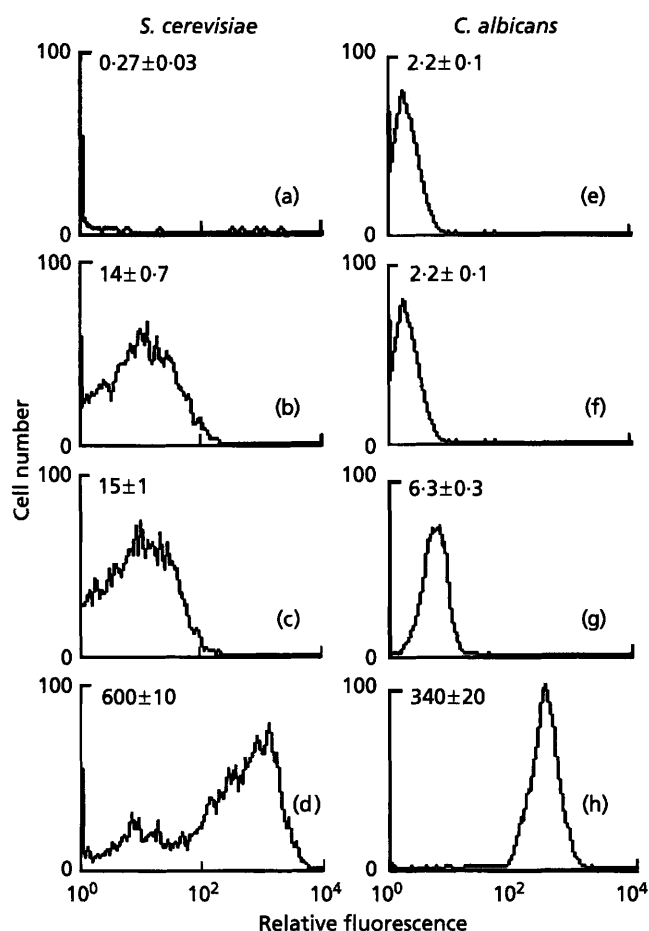 S. cerevisiae
C. albicans
100
0·27±0·03
(a)
0
100
2·2±0·1
(e)
0
100
14±0·7
(b)
0
100
2·2±0·1
(f)
0
Cell number
100
15±1
(c)
0
100
6·3±0·3
(g)
0
100
600±10
(d)
0
100
340±20
(h)
0
10⁰ 10² 10⁴
10⁰ 10² 10⁴
Relative fluorescence